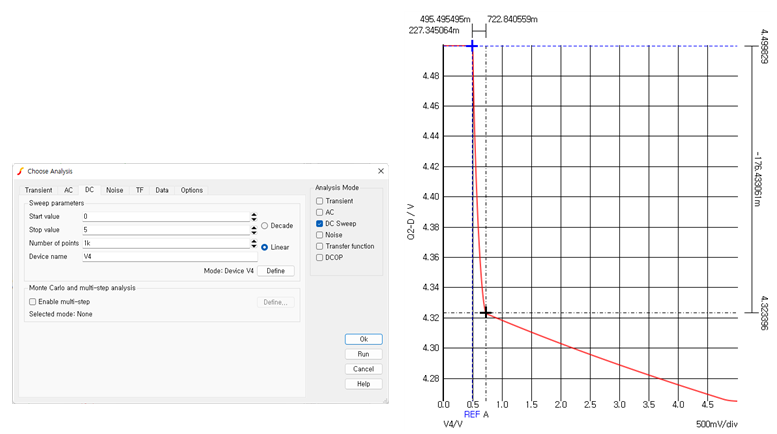 Choose Analysis
Transient AC DC Noise TF Data Options
Sweep parameters
Start value 0
Stop value 5
Number of points 1k
Device name V4
Decade
Linear
Mode: Device V4 Define
Monte Carlo and multi-step analysis
Enable multi-step Define...
Selected mode: None
Analysis Mode
Transient
AC
DC Sweep
Noise
Transfer function
DCOP
Ok
Run
Cancel
Help
495.495495m 722.840559m
227.345064m
4.499829
-176.433061m
4.323396
Q2-D / V
4.48
4.46
4.44
4.42
4.40
4.38
4.36
4.34
4.32
4.30
4.28
0.0 0.5 1.0 1.5 2.0 2.5 3.0 3.5 4.0 4.5
REF A
V4/V 500mV/div